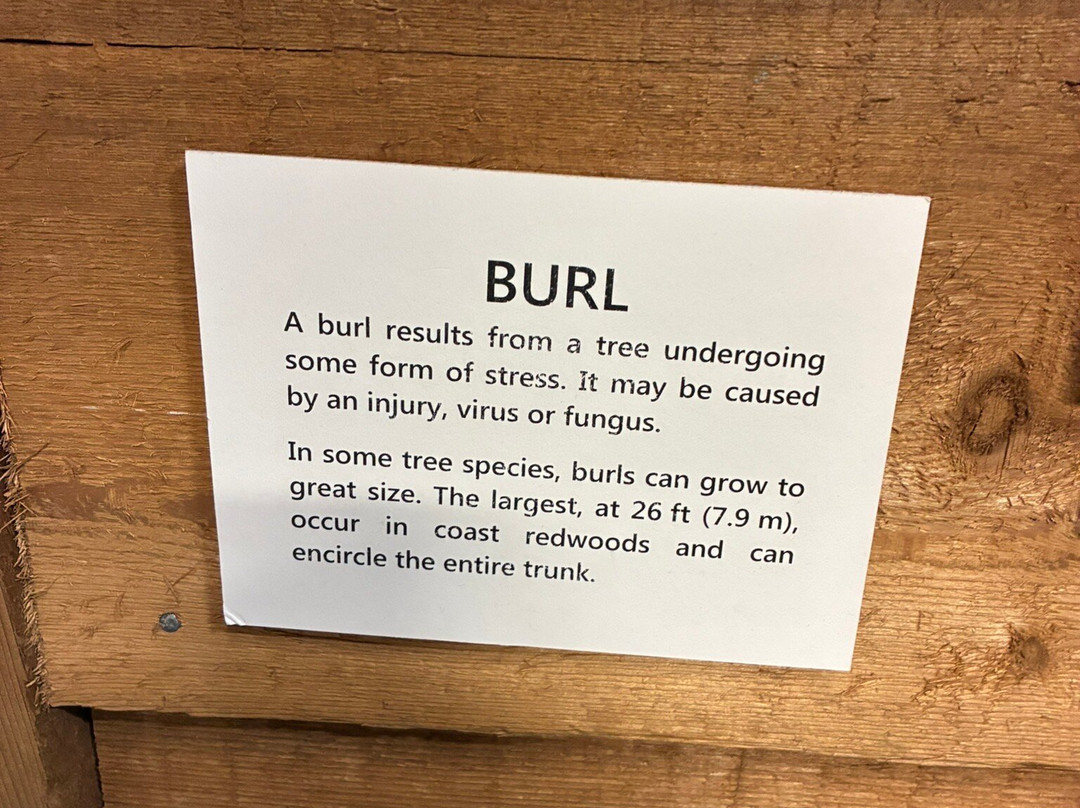 BURL
A burl results from a tree undergoing
some form of stress. It may be caused
by an injury, virus or fungus.
In some tree species, burls can grow to
great size. The largest, at 26 ft (7.9 m),
occur in coast redwoods and can
encircle the entire trunk.